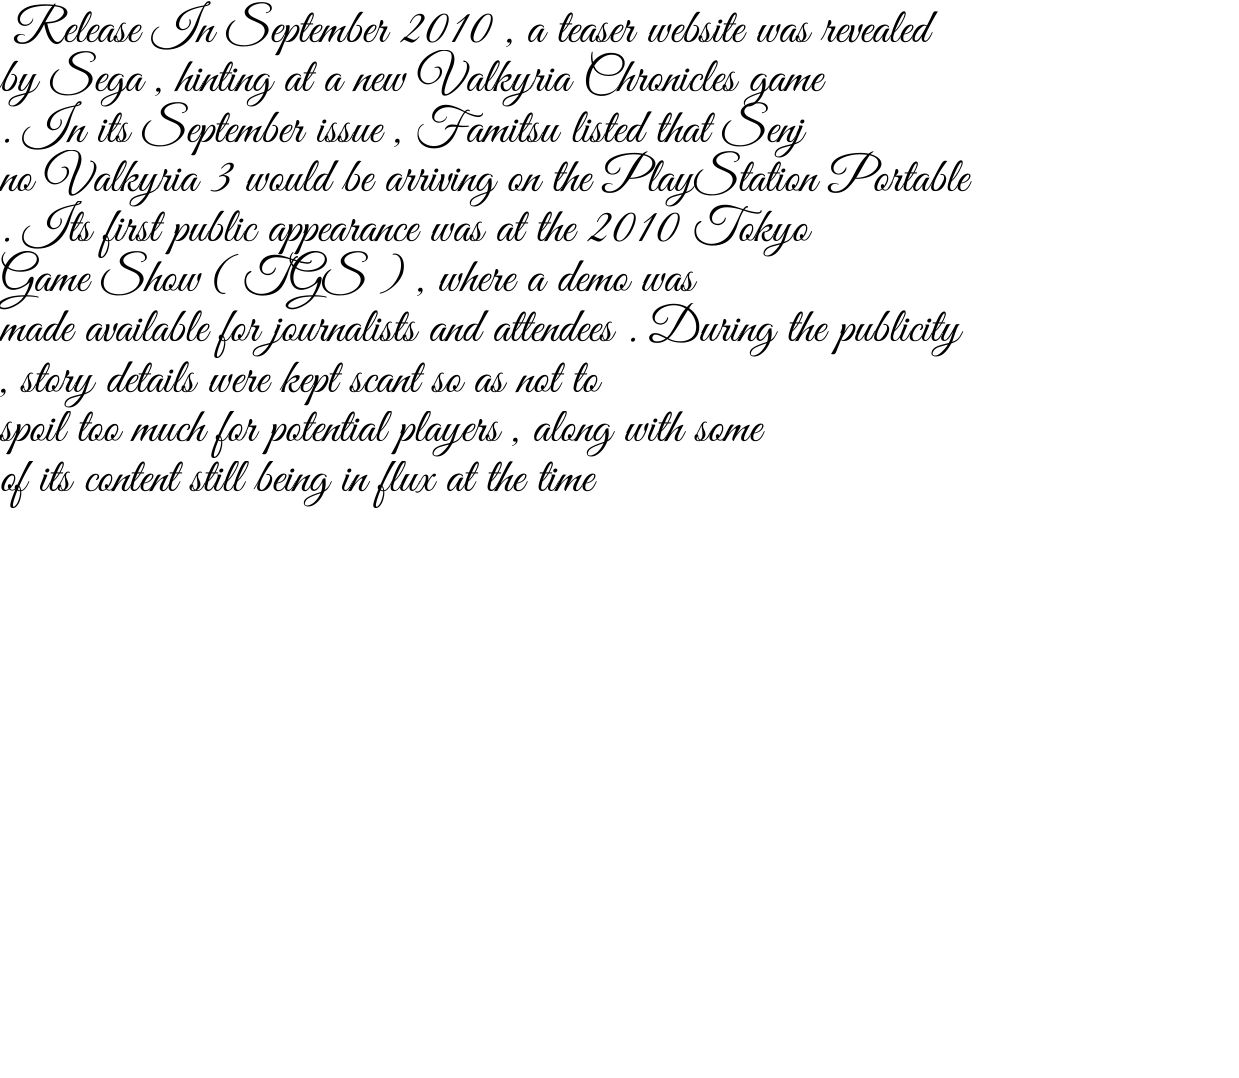 Release In September 2010 , a teaser website was revealed
by Sega , hinting at a new Valkyria Chronicles game
. In its September issue , Famitsu listed that Senj
no Valkyria 3 would be arriving on the PlayStation Portable
. Its first public appearance was at the 2010 Tokyo
Game Show ( TGS ) , where a demo was
made available for journalists and attendees . During the publicity
, story details were kept scant so as not to
spoil too much for potential players , along with some
of its content still being in flux at the time